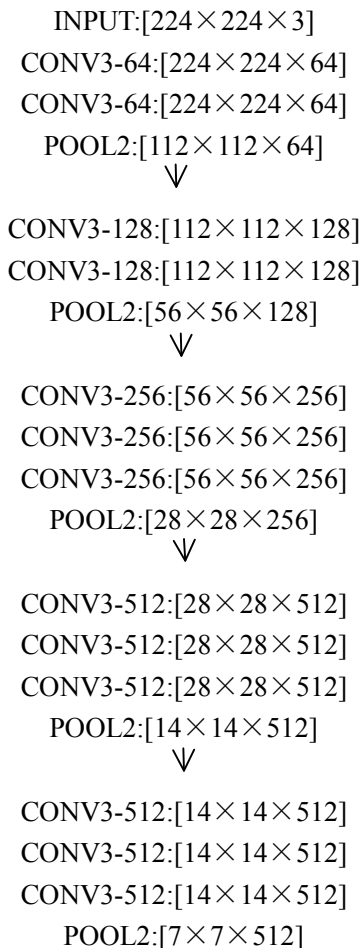 INPUT:[224×224×3]
CONV3-64:[224×224×64]
CONV3-64:[224×224×64]
POOL2:[112×112×64]
CONV3-128:[112×112×128]
CONV3-128:[112×112×128]
POOL2:[56×56×128]
CONV3-256:[56×56×256]
CONV3-256:[56×56×256]
CONV3-256:[56×56×256]
POOL2:[28×28×256]
CONV3-512:[28×28×512]
CONV3-512:[28×28×512]
CONV3-512:[28×28×512]
POOL2:[14×14×512]
CONV3-512:[14×14×512]
CONV3-512:[14×14×512]
CONV3-512:[14×14×512]
POOL2:[7×7×512]